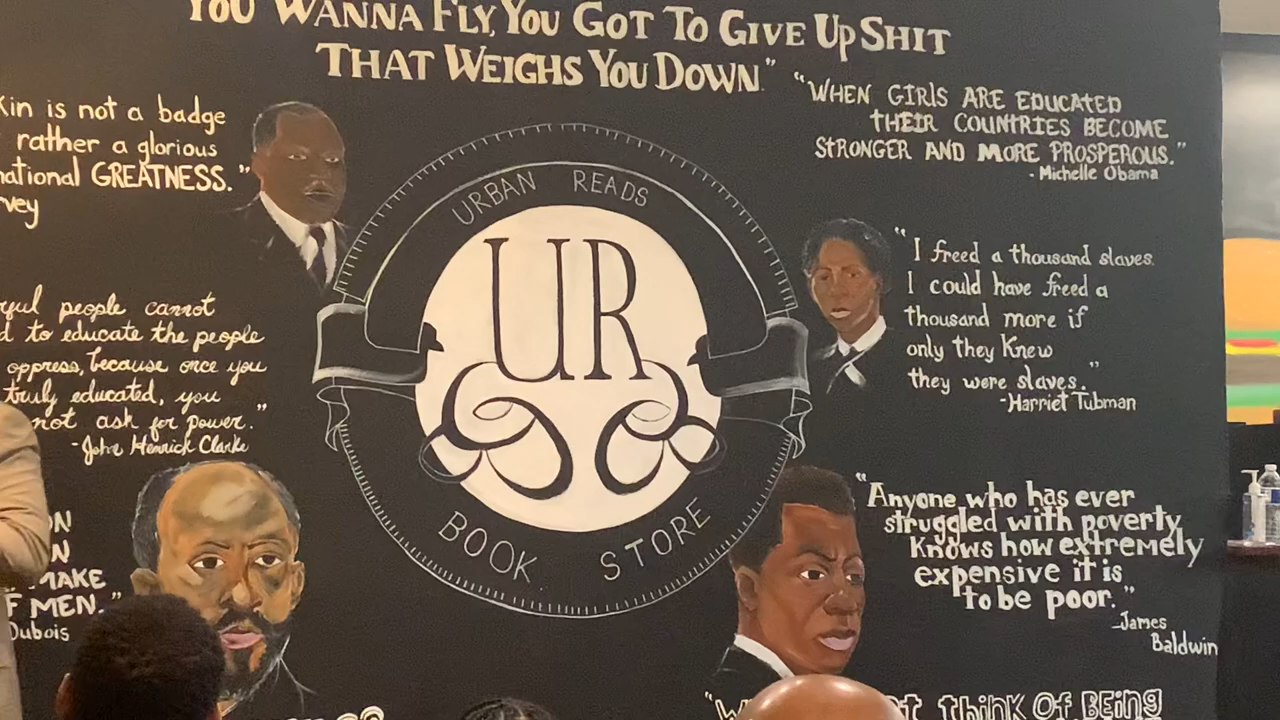 YOU WANNA FLY, YOU GOT TO GIVE UP SHIT
THAT WEIGHS YOU DOWN."
is not a badge
rather a glorious
national GREATNESS."
"WHEN GIRLS ARE EDUCATED
THEIR COUNTRIES BECOME
STRONGER AND MORE PROSPEROUS."
- Michelle Obama
URBAN READS
UR
BOOK STORE
people cannot
to educate the people
oppress, because once you
truly educated, you
not ask for power."
- John Henrick Clarke
"I freed a thousand slaves.
I could have freed a
thousand more if
only they knew
they were slaves."
- Harriet Tubman
MAKE
MEN."
Dubois
"Anyone who has ever
struggled with poverty
knows how extremely
expensive it is
to be poor."
- James
Baldwin
THINK OF BEING